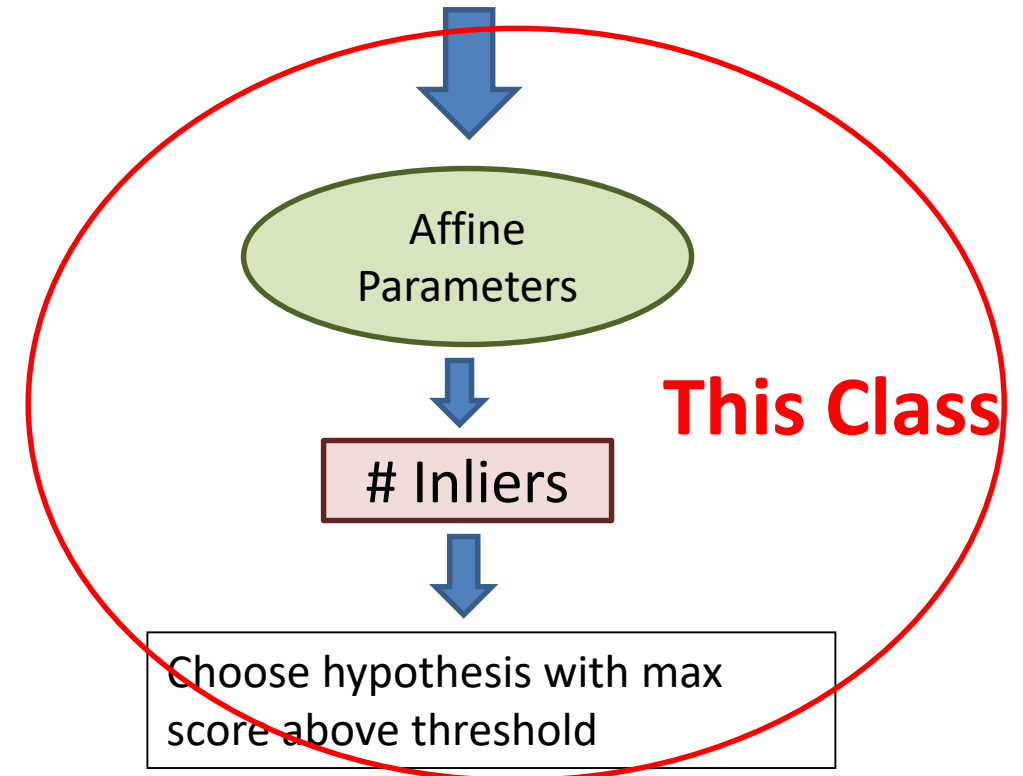 Affine
Parameters
This Class
# Inliers
Choose hypothesis with max
score above threshold